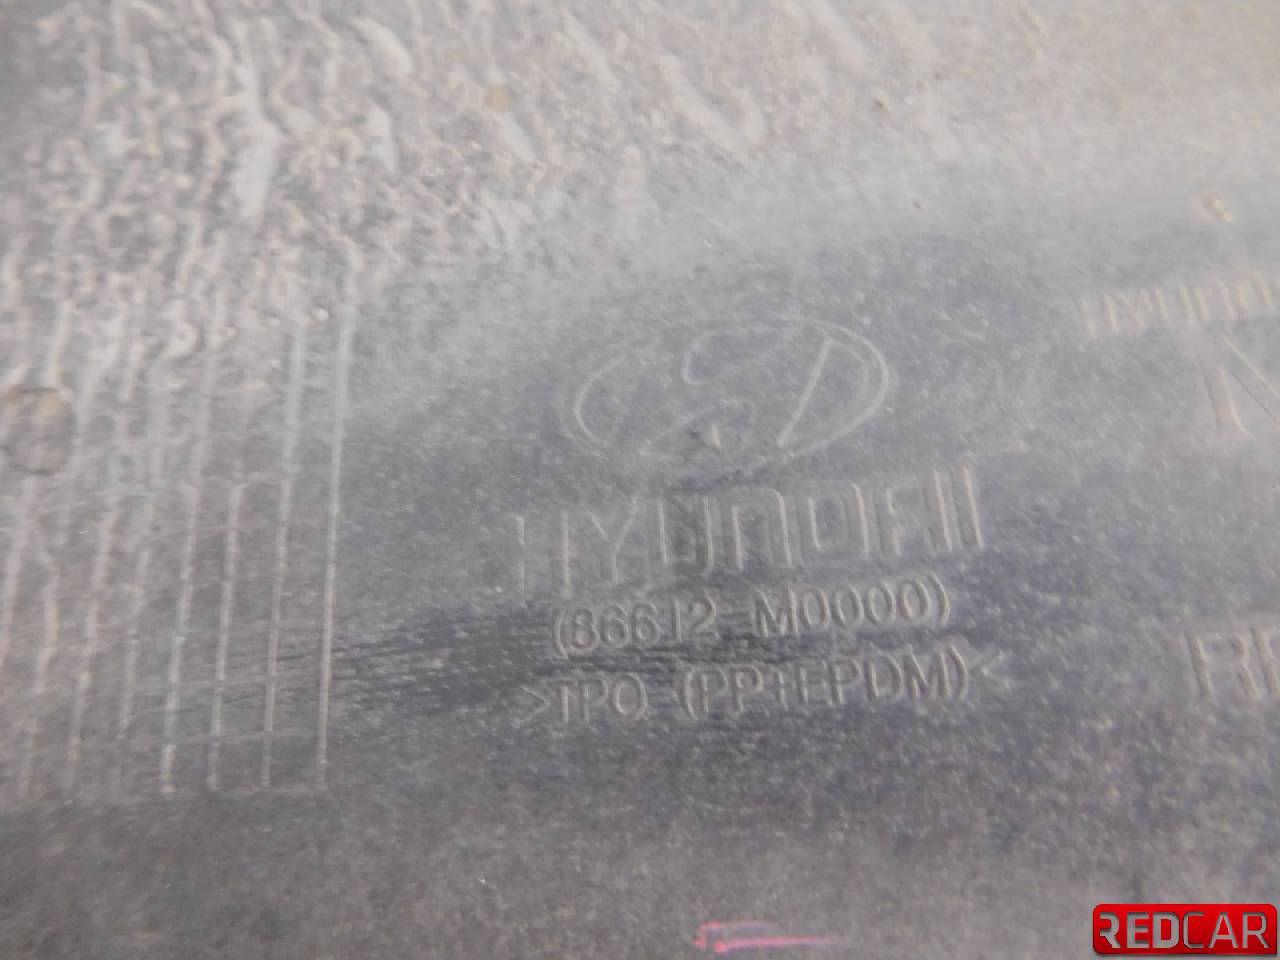 HYUNDAI
(86612-M0000)
>TPO (PP+EPDM)<
REDCAR